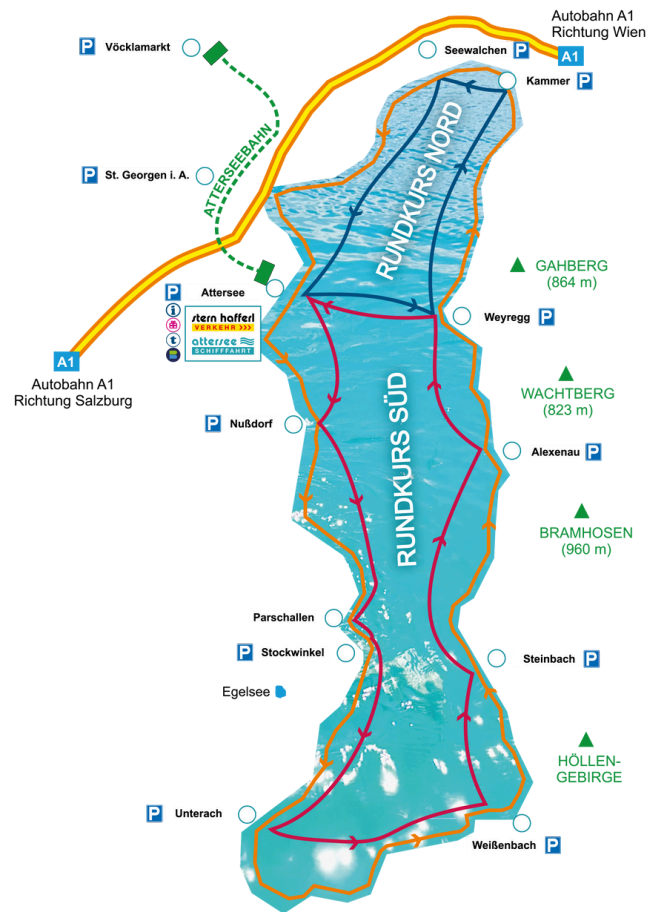 Autobahn A1
Richtung Wien
A1
P Vöcklamarkt
Seewalchen P
Kammer P
P St. Georgen i. A.
ATTERSEEBAHN
RUNDKURS NORD
GAHBERG
(864 m)
P Attersee
i
t
stern hafferl
VERKEHR >>>
attersee
SCHIFFFAHRT
Weyregg P
A1
Autobahn A1
Richtung Salzburg
WACHTBERG
(823 m)
P Nußdorf
RUNDKURS SÜD
Alexenau P
BRAMHOSEN
(960 m)
Parschallen
P Stockwinkel
Steinbach P
Egelsee
HÖLLEN-
GEBIRGE
P Unterach
Weißenbach P